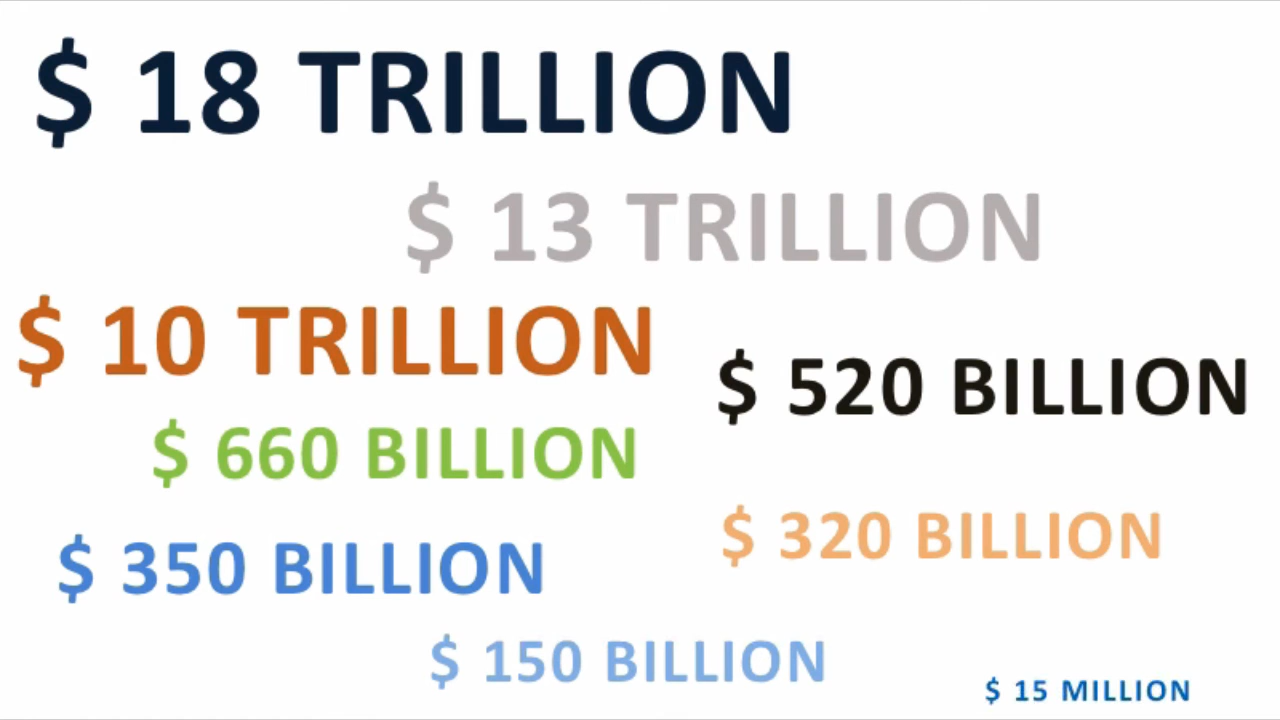 $ 18 TRILLION
$ 13 TRILLION
$ 10 TRILLION
$ 520 BILLION
$ 660 BILLION
$ 320 BILLION
$ 350 BILLION
$ 150 BILLION
$ 15 MILLION